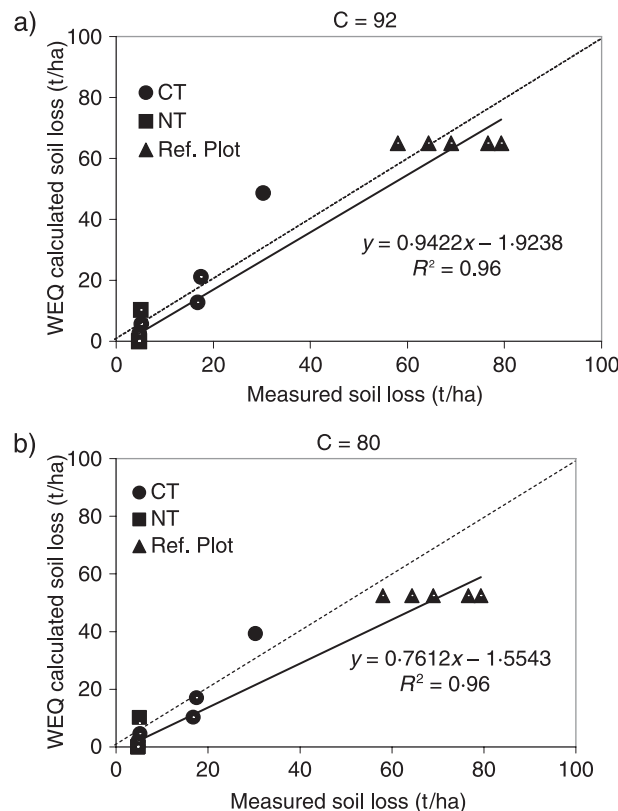 a)
C = 92
WEQ calculated soil loss (t/ha)
100
80
60
40
20
0
CT
NT
Ref. Plot
y = 0·9422x – 1·9238
R² = 0.96
0 20 40 60 80 100
Measured soil loss (t/ha)
b)
C = 80
WEQ calculated soil loss (t/ha)
100
80
60
40
20
0
CT
NT
Ref. Plot
y = 0·7612x – 1·5543
R² = 0.96
0 20 40 60 80 100
Measured soil loss (t/ha)